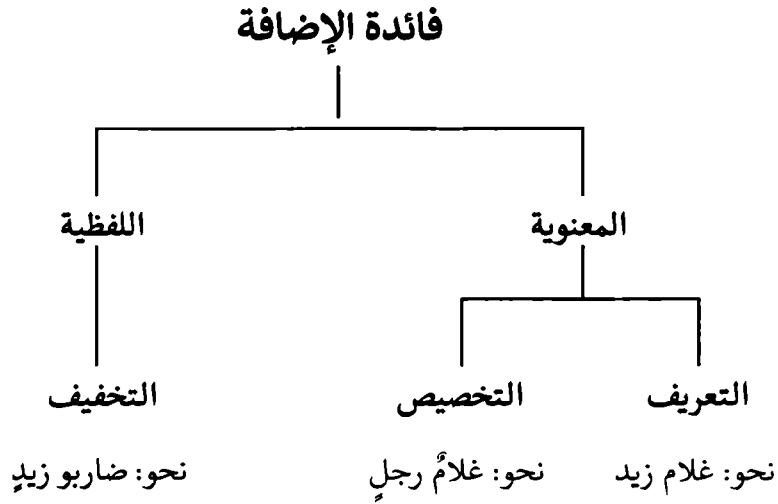 فائدة الإضافة
المعنوية
اللفظية
التعريف
التخصيص
التخفيف
نحو: غلام زيد
نحو: غلامٌ رجلٍ
نحو: ضاربو زيدٍ